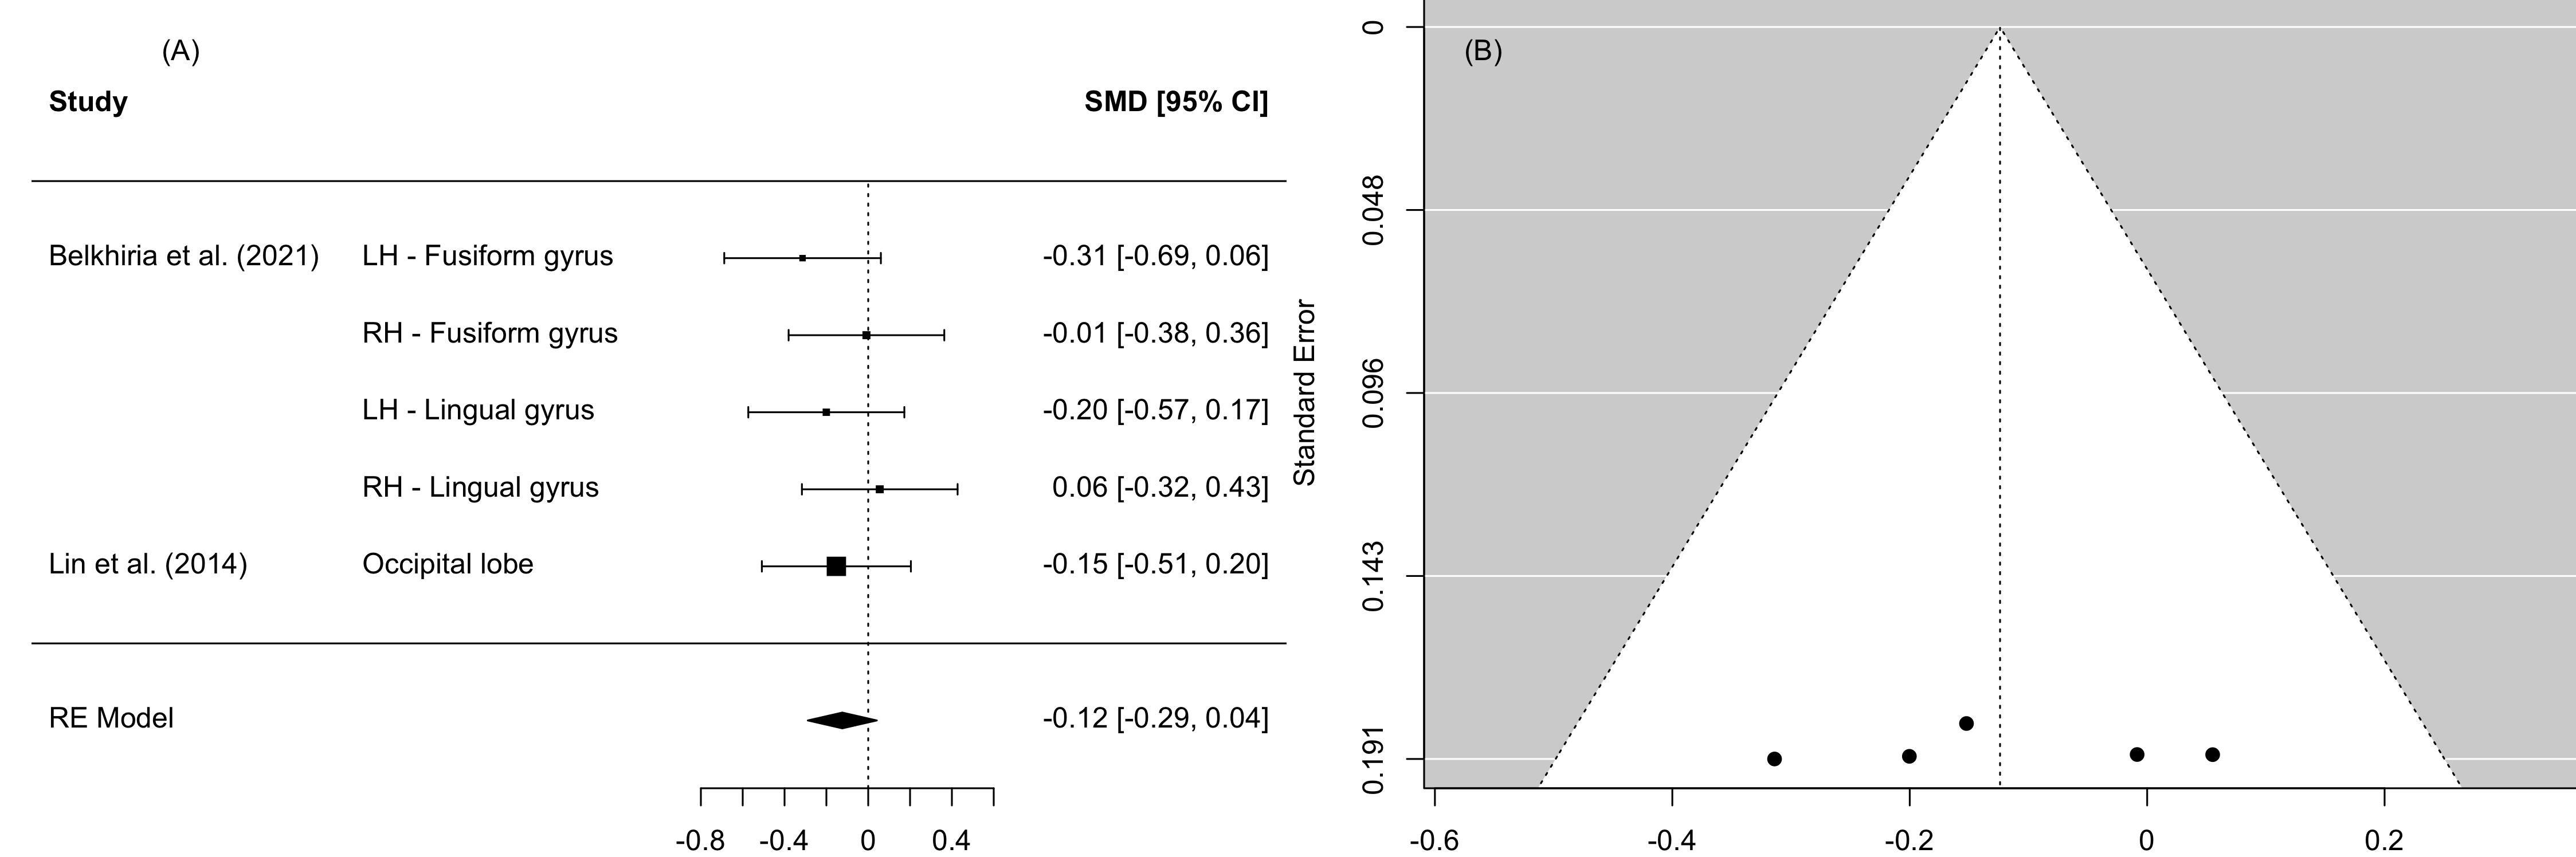 (A)
Study SMD [95% CI]
Belkhiria et al. (2021) LH - Fusiform gyrus -0.31 [-0.69, 0.06]
RH - Fusiform gyrus -0.01 [-0.38, 0.36]
LH - Lingual gyrus -0.20 [-0.57, 0.17]
RH - Lingual gyrus 0.06 [-0.32, 0.43]
Lin et al. (2014) Occipital lobe -0.15 [-0.51, 0.20]
RE Model -0.12 [-0.29, 0.04]
-0.8 -0.4 0 0.4
(B)
Standard Error
0
0.048
0.096
0.143
0.191
-0.6 -0.4 -0.2 0 0.2